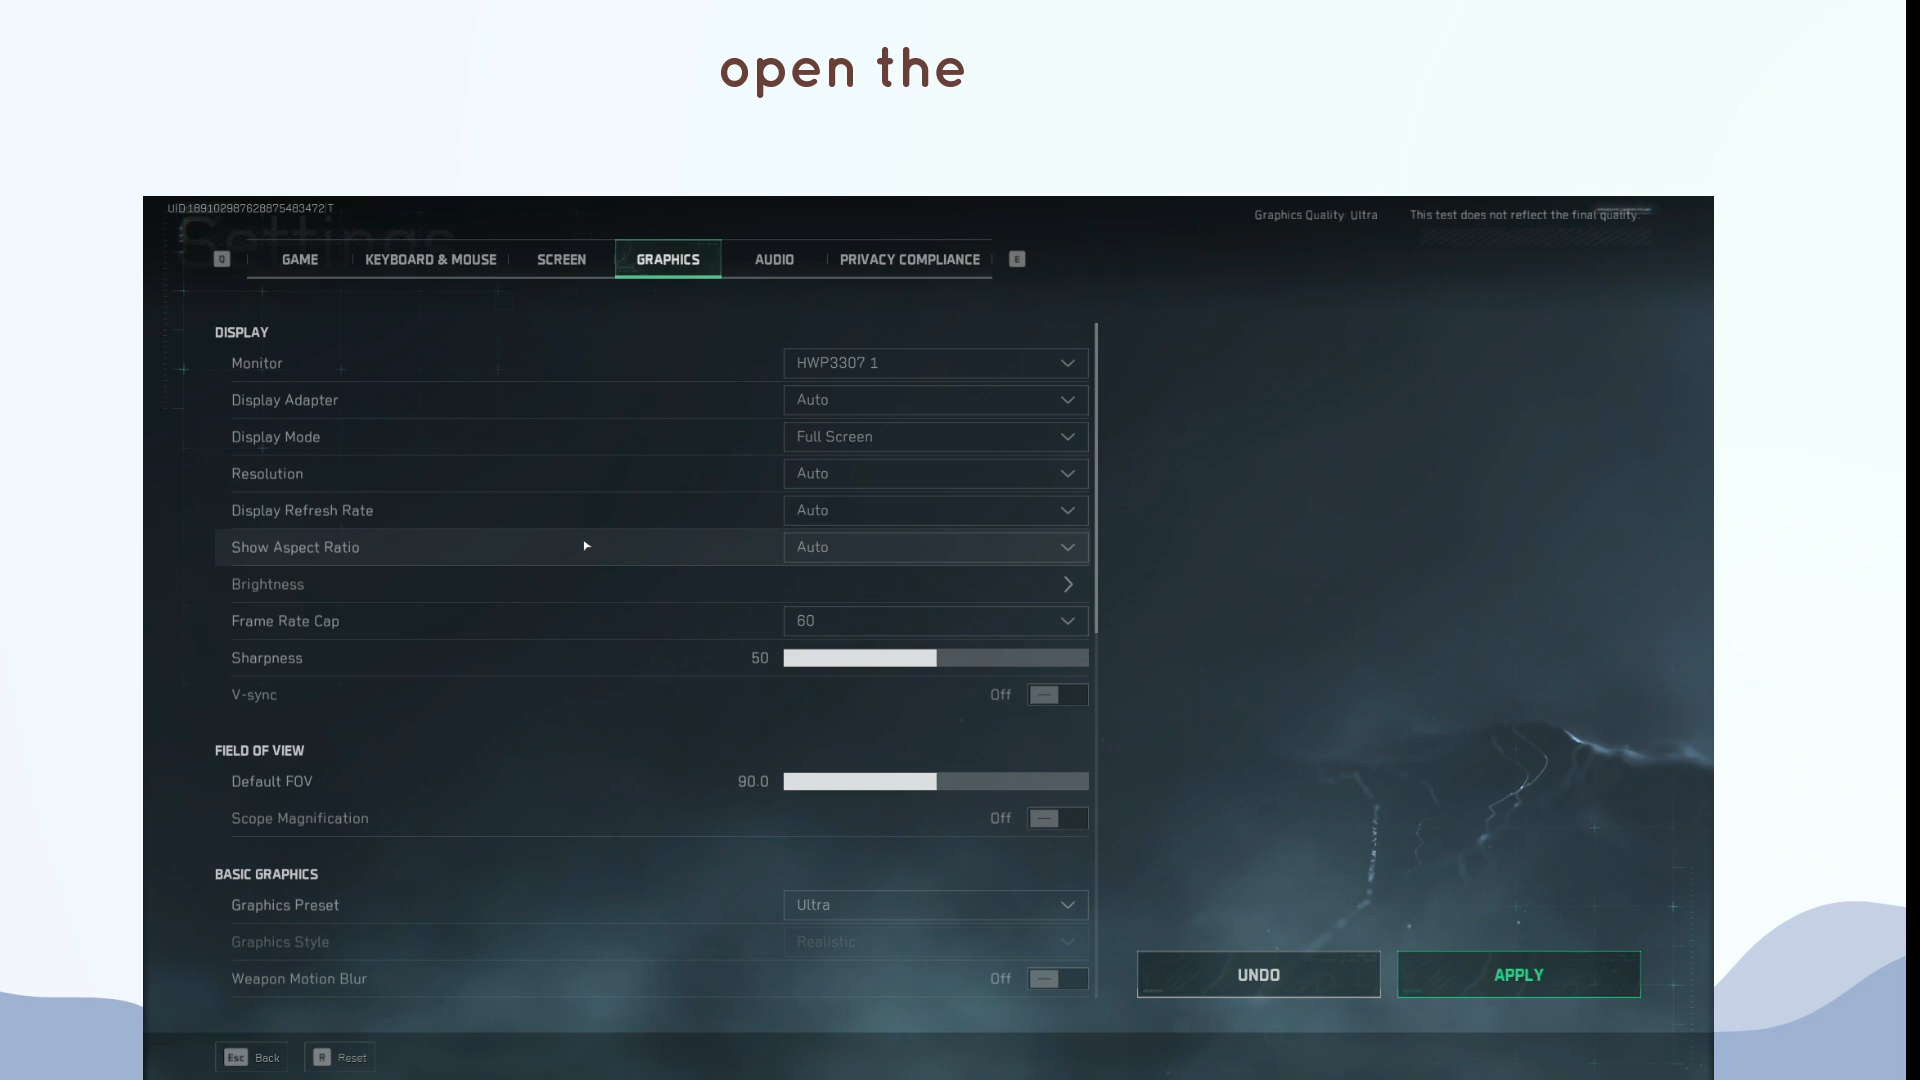 open the
UID:189102987628875483472|T
Settings
Graphics Quality: Ultra
This test does not reflect the final quality.
Q
GAME
KEYBOARD & MOUSE
SCREEN
GRAPHICS
AUDIO
PRIVACY COMPLIANCE
E
DISPLAY
Monitor
HWP3307 1
Display Adapter
Auto
Display Mode
Full Screen
Resolution
Auto
Display Refresh Rate
Auto
Show Aspect Ratio
Auto
Brightness
Frame Rate Cap
60
Sharpness
50
V-sync
Off
FIELD OF VIEW
Default FOV
90.0
Scope Magnification
Off
BASIC GRAPHICS
Graphics Preset
Ultra
Graphics Style
Realistic
Weapon Motion Blur
Off
UNDO
APPLY
Esc Back
R Reset